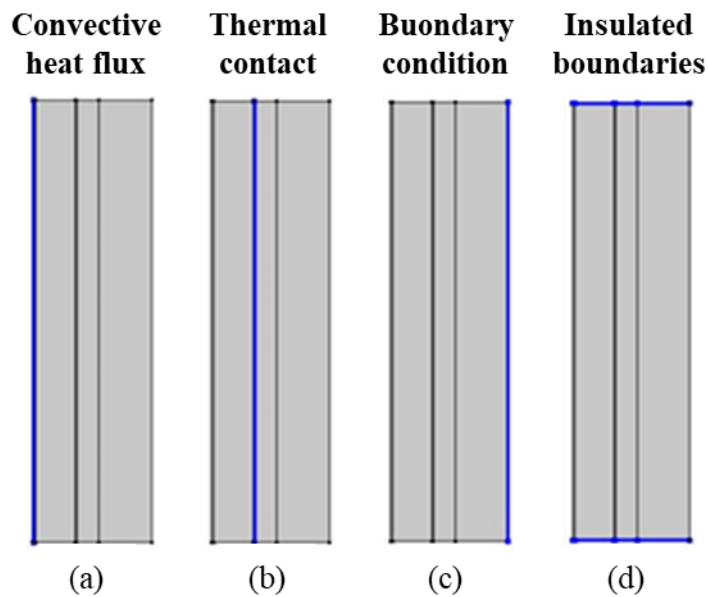 Convective
heat flux
Thermal
contact
Buondary
condition
Insulated
boundaries
(a)
(b)
(c)
(d)